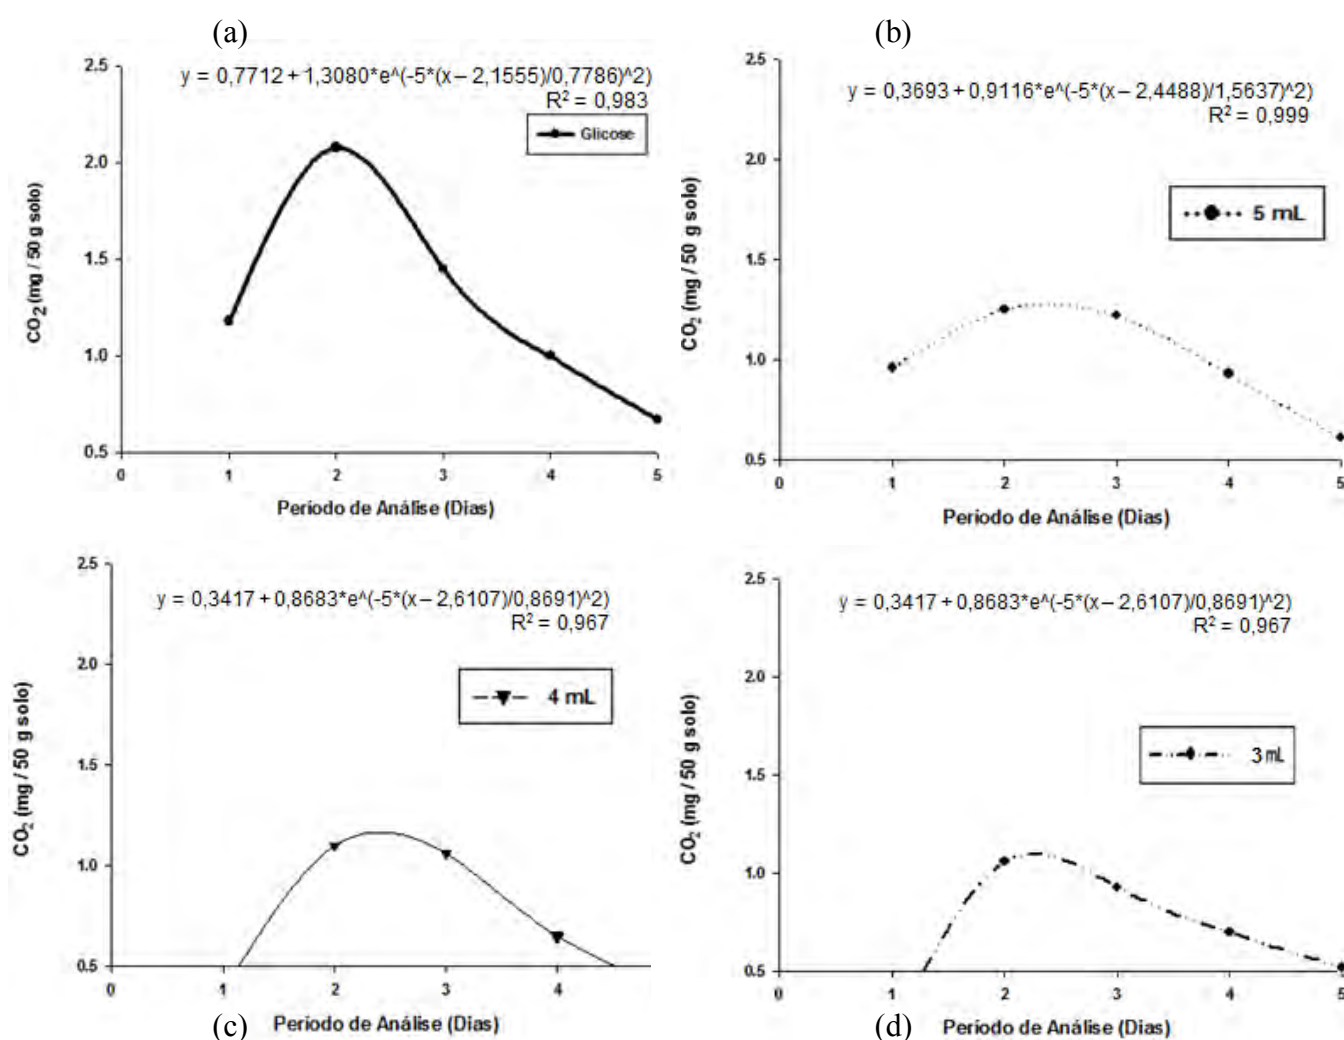 (a)
y = 0,7712 + 1,3080*e^(-5*(x – 2,1555)/0,7786)^2)
R² = 0,983
Glicose
2.5
2.0
1.5
1.0
0.5
CO₂ (mg / 50 g solo)
0 1 2 3 4 5
Período de Análise (Dias)
(b)
y = 0,3693 + 0,9116*e^(-5*(x – 2,4488)/1,5637)^2)
R² = 0,999
5 mL
2.5
2.0
1.5
1.0
0.5
CO₂ (mg / 50 g solo)
0 1 2 3 4 5
Período de Análise (Dias)
y = 0,3417 + 0,8683*e^(-5*(x – 2,6107)/0,8691)^2)
R² = 0,967
4 mL
2.5
2.0
1.5
1.0
0.5
CO₂ (mg / 50 g solo)
0 1 2 3 4
Período de Análise (Dias)
(c)
y = 0,3417 + 0,8683*e^(-5*(x – 2,6107)/0,8691)^2)
R² = 0,967
3 mL
2.5
2.0
1.5
1.0
0.5
CO₂ (mg / 50 g solo)
0 1 2 3 4 5
Período de Análise (Dias)
(d)